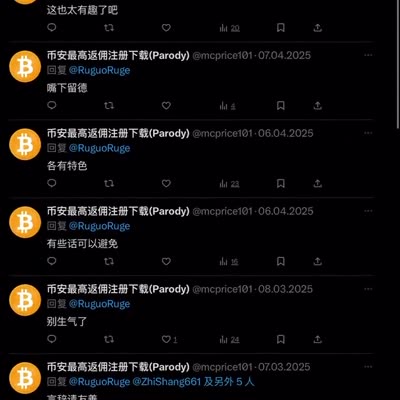 这也太有趣了吧
20
币安最高返佣注册下载(Parody) @mcprice101·07.04.2025
回复 @RuguoRuge
嘴下留德
4
币安最高返佣注册下载(Parody) @mcprice101·06.04.2025
回复 @RuguoRuge
各有特色
23
币安最高返佣注册下载(Parody) @mcprice101·06.04.2025
回复 @RuguoRuge
有些话可以避免
16
币安最高返佣注册下载(Parody) @mcprice101·08.03.2025
回复 @RuguoRuge
别生气了
1 24
币安最高返佣注册下载(Parody) @mcprice101·07.03.2025
回复 @RuguoRuge @ZhiShang661 及另外 5 人
言辞请友善